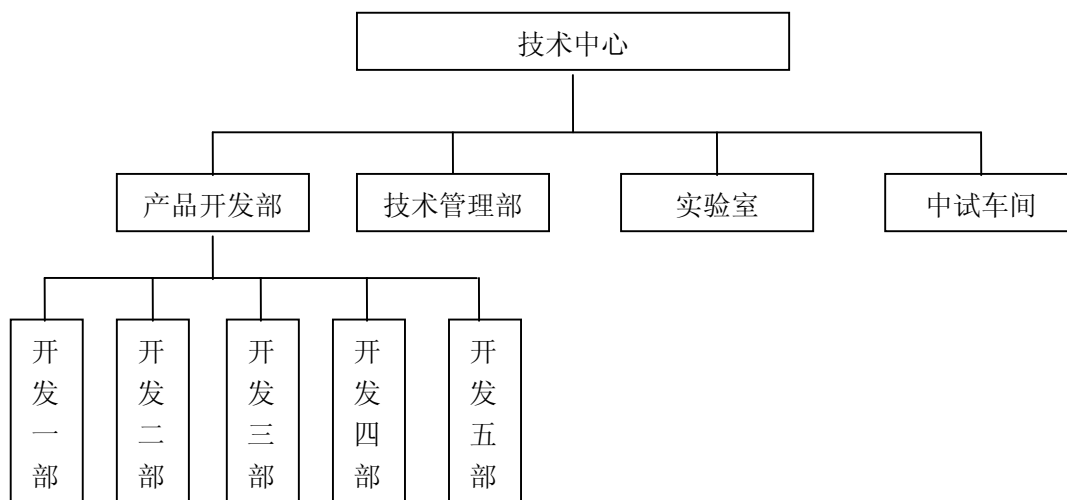 技术中心
产品开发部
技术管理部
实验室
中试车间
开发一部
开发二部
开发三部
开发四部
开发五部